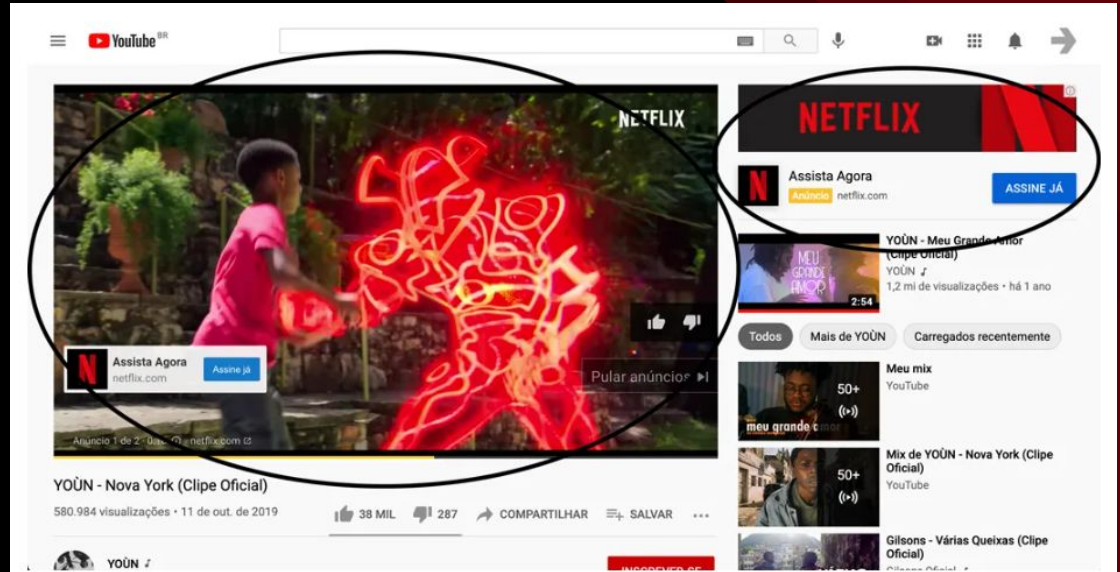 YouTube BR
NETFLIX
Assista Agora
netflix.com
Assine já
Pular anúncios
Anúncio 1 de 2
netflix.com
YOÙN - Nova York (Clipe Oficial)
580.984 visualizações • 11 de out. de 2019
38 MIL
287
COMPARTILHAR
SALVAR
YOÙN
INSCREVER-SE
NETFLIX
N
Assista Agora
Anúncio netflix.com
ASSINE JÁ
MEU
GRANDE
AMOR
2:54
YOÙN - Meu Grande Amor
(Clipe Oficial)
YOÙN
1,2 mi de visualizações • há 1 ano
Todos
Mais de YOÙN
Carregados recentemente
50+
meu grande amor
Meu mix
YouTube
50+
Mix de YOÙN - Nova York (Clipe
Oficial)
YouTube
Gilsons - Várias Queixas (Clipe
Oficial)